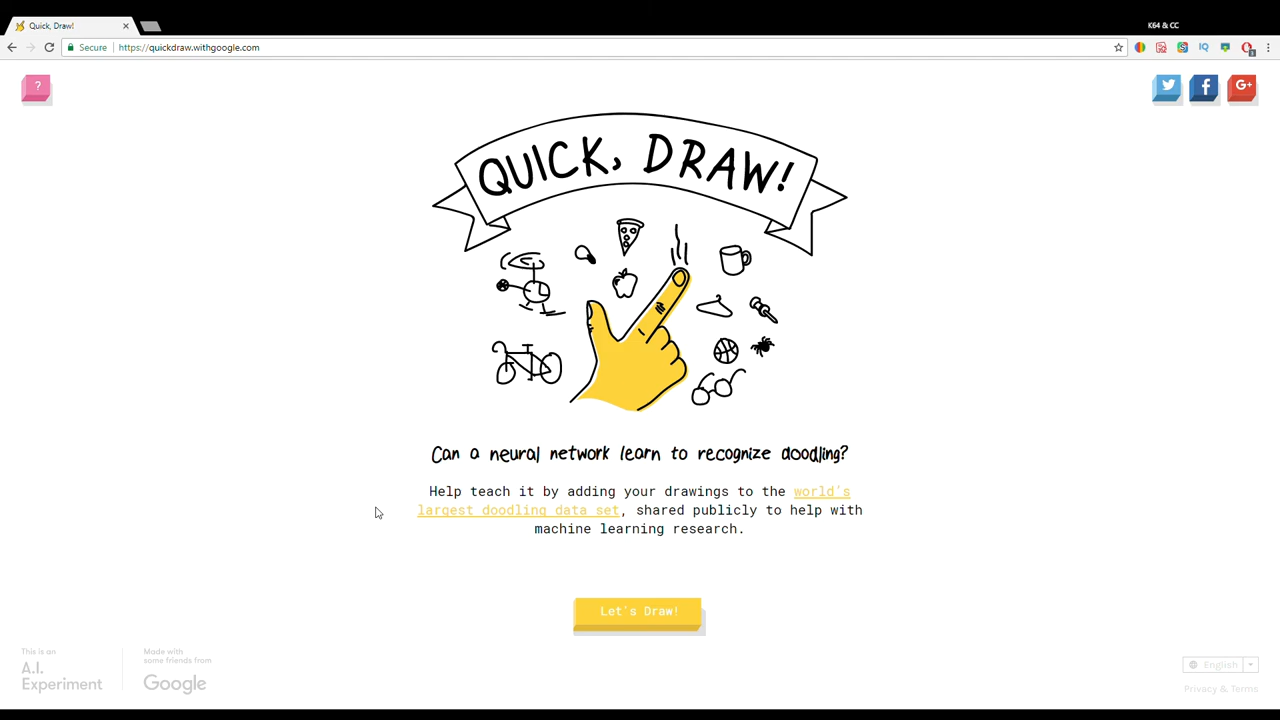 Quick, Draw!
K64 & CC
Secure
https://quickdraw.withgoogle.com
?
G+
QUICK, DRAW!
Can a neural network learn to recognize doodling?
Help teach it by adding your drawings to the world's
largest doodling data set, shared publicly to help with
machine learning research.
Let's Draw!
This is an
A.I.
Experiment
Made with
some friends from
Google
English
Privacy & Terms